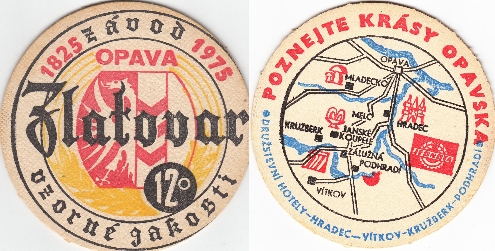 1825 závod 1975
OPAVA
Zlatovar
12°
vzorné jakosti
POZNEJTE KRÁSY OPAVSKA
OPAVA
MLADECKO
MELČ
HRADEC
KRUŽBERK
JANSKÉ
KOUPELE
ZÁLUŽNÁ
PODHRADÍ
VÍTKOV
DRUŽSTEVNÍ HOTELY-HRADEC-VÍTKOV-KRUŽBERK-PODHRADÍ